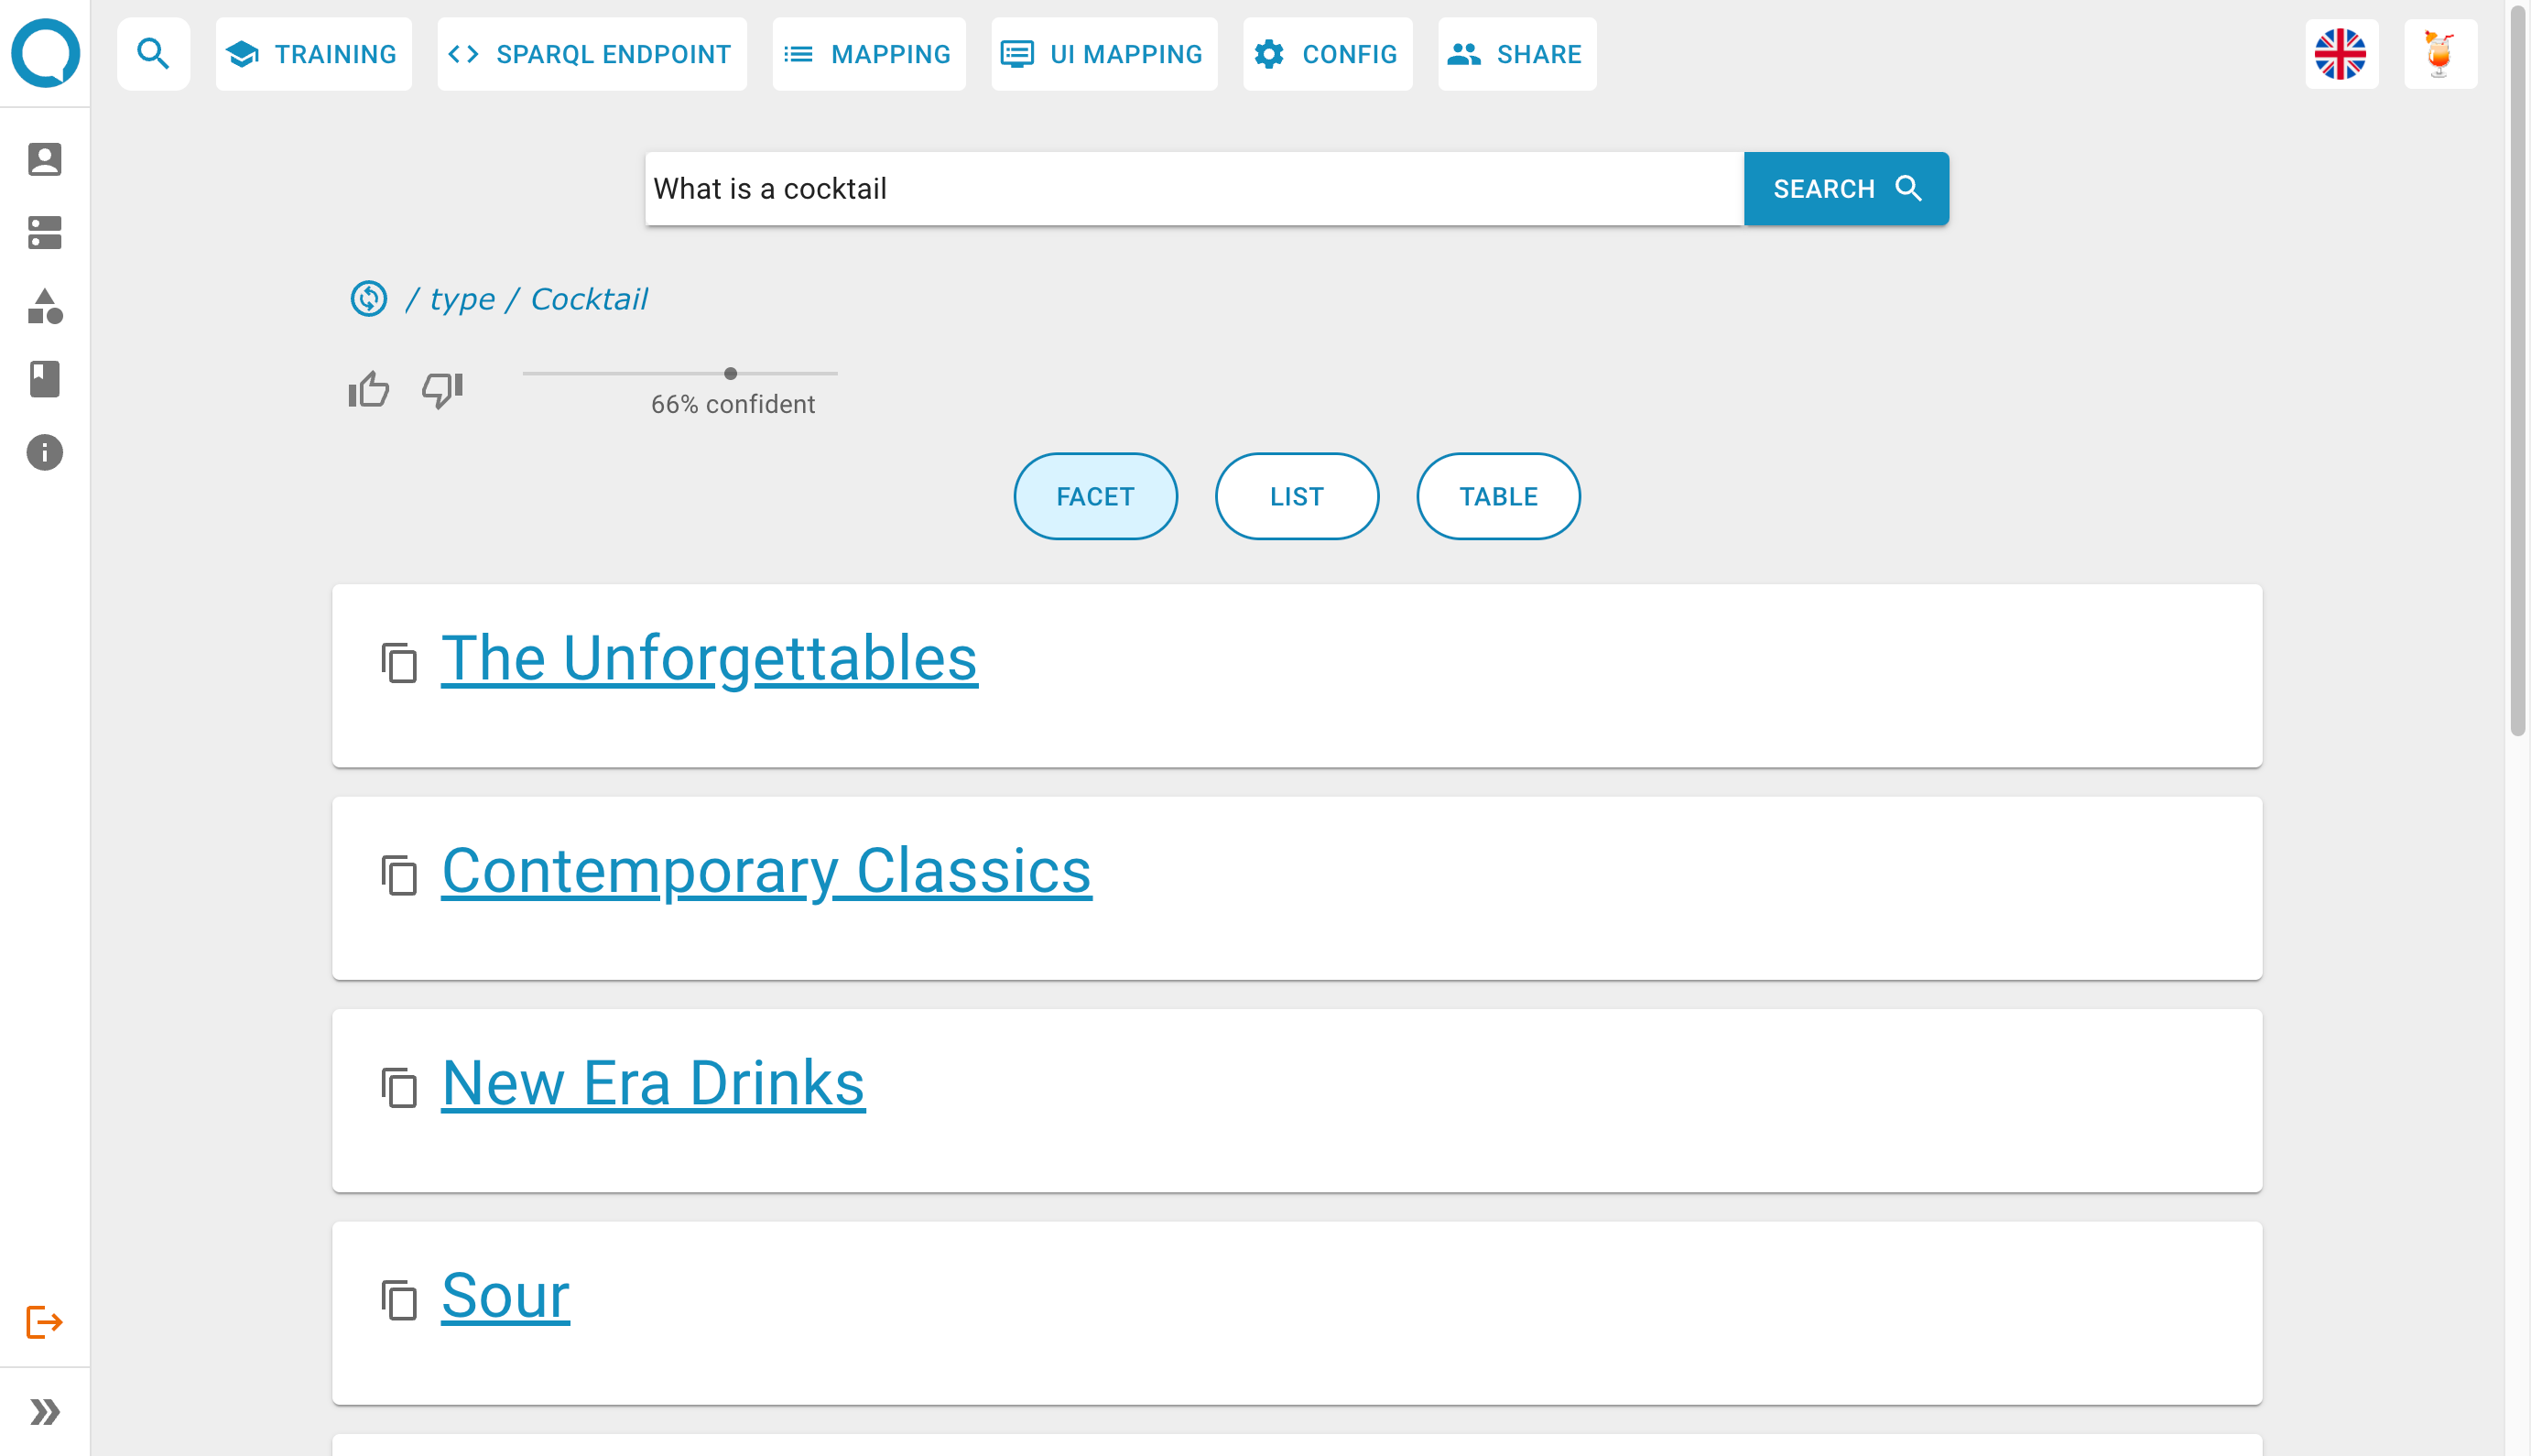 TRAINING
SPARQL ENDPOINT
MAPPING
UI MAPPING
CONFIG
SHARE
What is a cocktail
SEARCH
/ type / Cocktail
66% confident
FACET
LIST
TABLE
The Unforgettables
Contemporary Classics
New Era Drinks
Sour